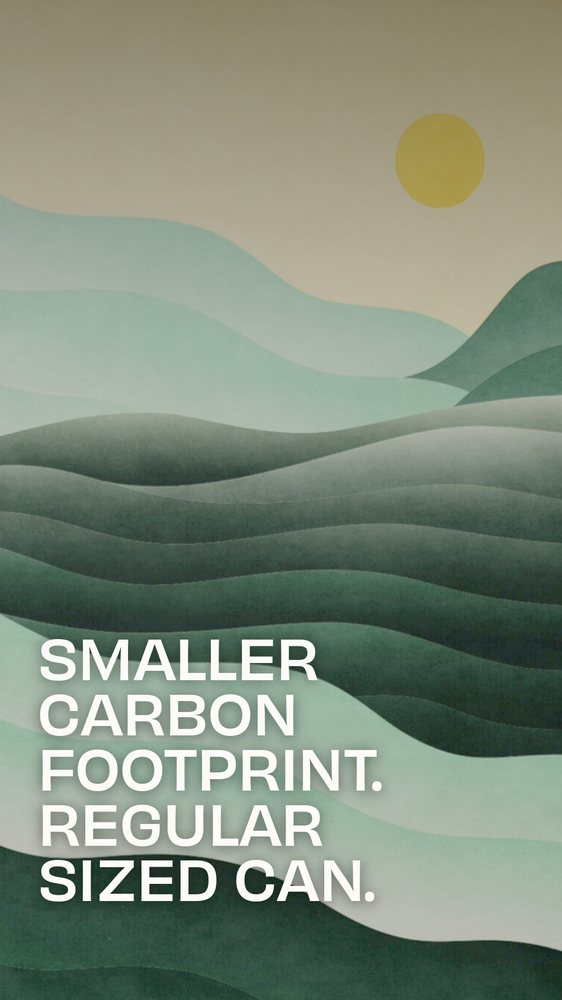 SMALLER
CARBON
FOOTPRINT.
REGULAR
SIZED CAN.